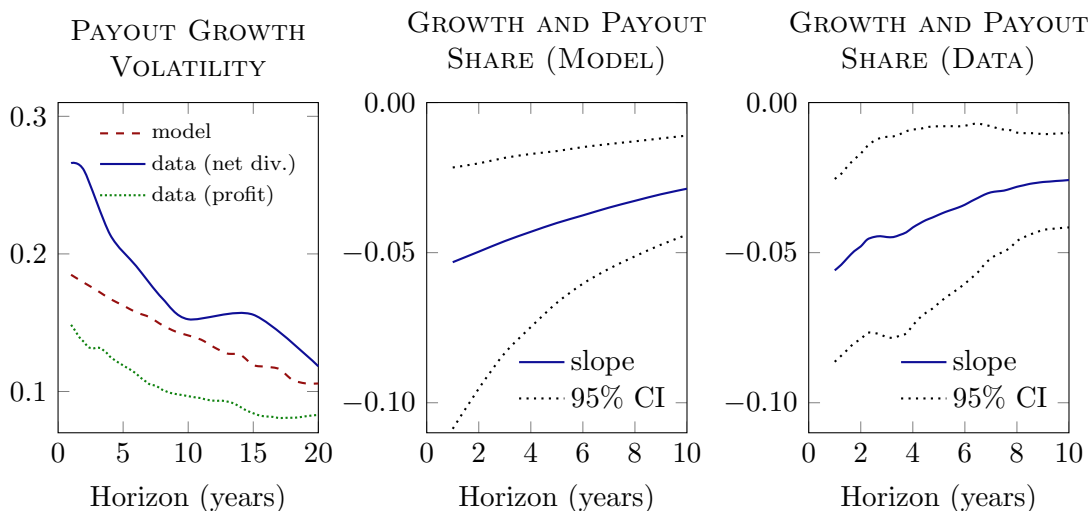 PAYOUT GROWTH
VOLATILITY
0.3
0.2
0.1
model
data (net div.)
data (profit)
0 5 10 15 20
Horizon (years)
GROWTH AND PAYOUT
SHARE (MODEL)
0.00
−0.05
−0.10
slope
95% CI
0 2 4 6 8 10
Horizon (years)
GROWTH AND PAYOUT
SHARE (DATA)
0.00
−0.05
−0.10
slope
95% CI
0 2 4 6 8 10
Horizon (years)